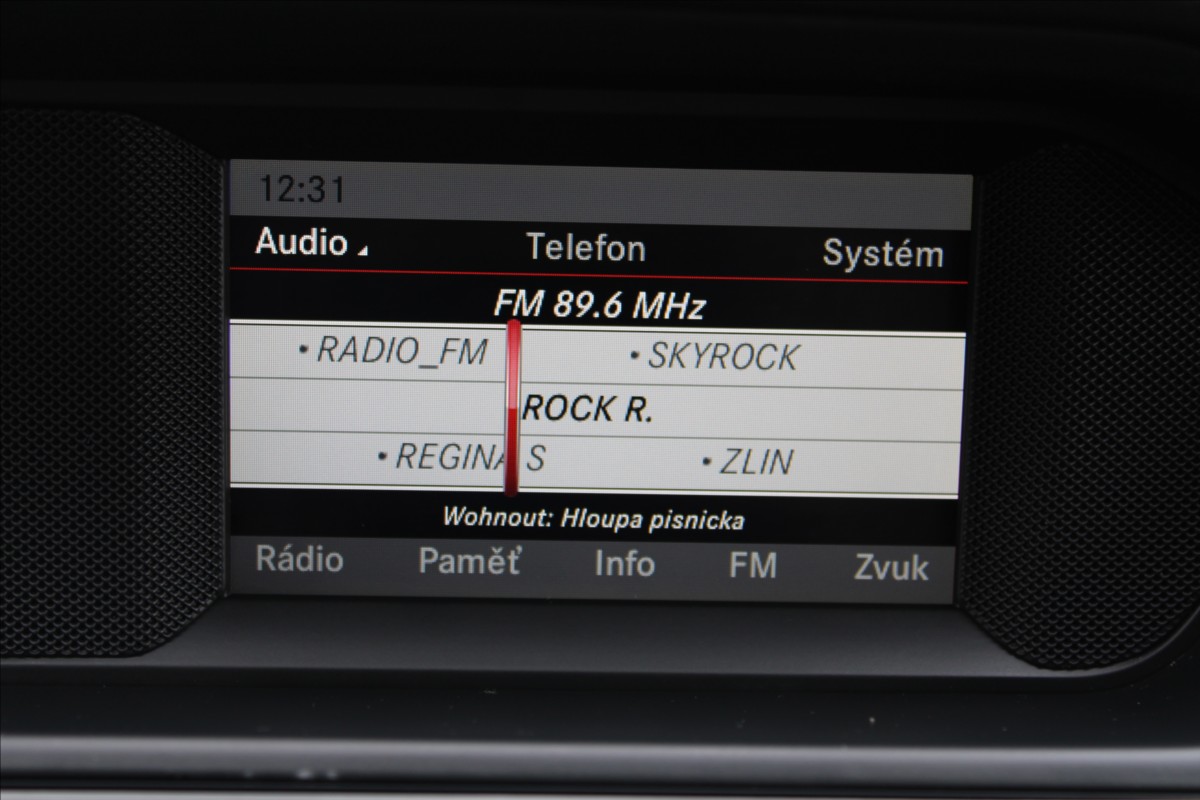 12:31
Audio Telefon Systém
FM 89.6 MHz
• RADIO_FM • SKYROCK
ROCK R.
• REGINA S • ZLIN
Wohnout: Hloupa pisnicka
Rádio Paměť Info FM Zvuk